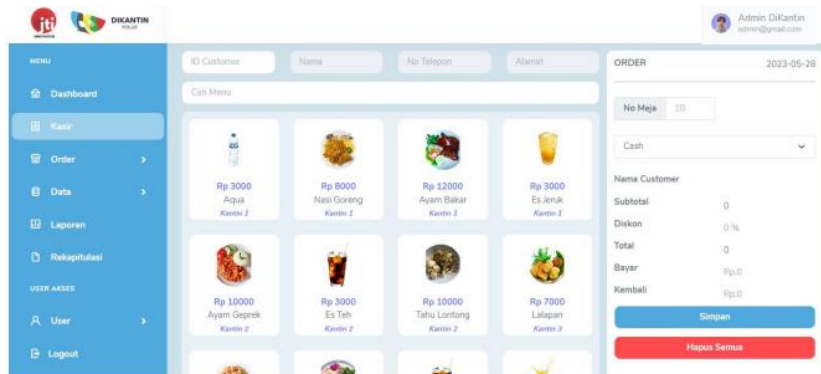 jti
DIKANTIN
POLIJE
Admin DiKantin
admin@gmail.com
MENU
Dashboard
Kasir
Order
Data
Laporan
Rekapitulasi
USER AKSES
User
Logout
ID Customer
Nama
No Telepon
Alamat
Cari Menu
Rp 3000
Aqua
Kantin 1
Rp 8000
Nasi Goreng
Kantin 1
Rp 12000
Ayam Bakar
Kantin 1
Rp 3000
Es Jeruk
Kantin 1
Rp 10000
Ayam Geprek
Kantin 2
Rp 3000
Es Teh
Kantin 2
Rp 10000
Tahu Lontong
Kantin 2
Rp 7000
Lalapan
Kantin 3
ORDER 2023-05-28
No Meja 10
Cash
Nama Customer
Subtotal 0
Diskon 0 %
Total 0
Bayar Rp.0
Kembali Rp.0
Simpan
Hapus Semua